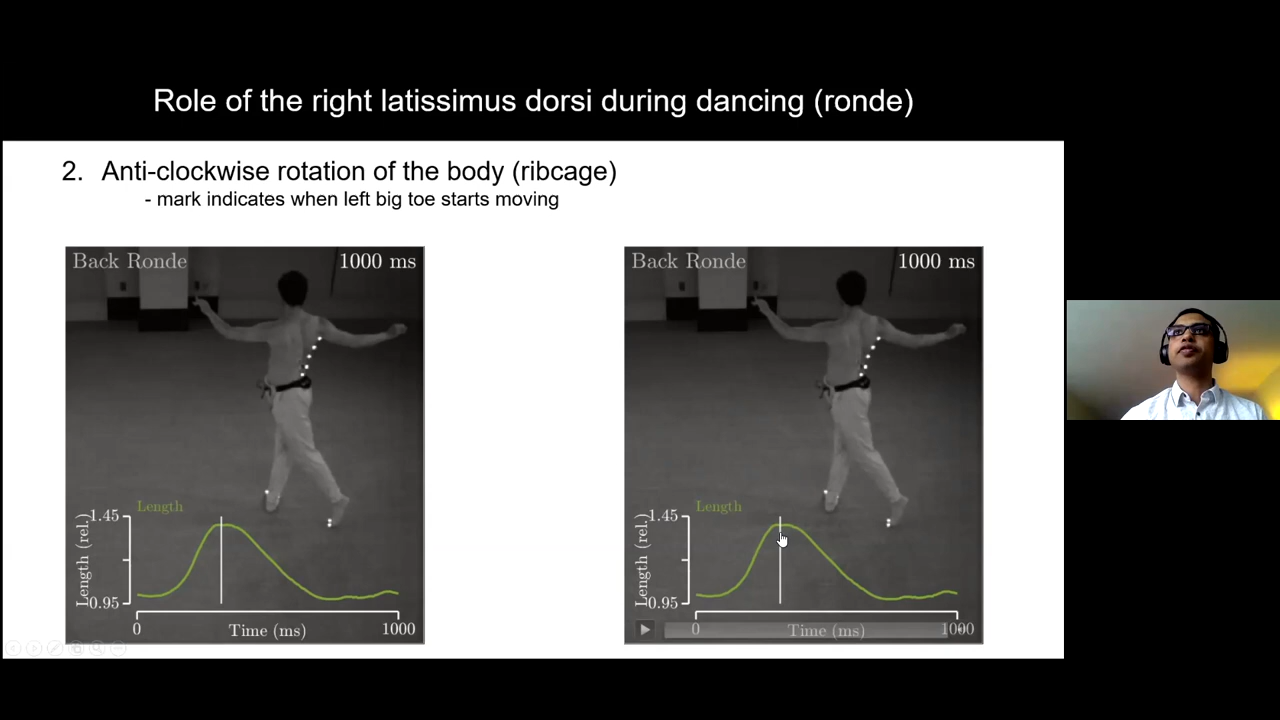 Role of the right latissimus dorsi during dancing (ronde)
2. Anti-clockwise rotation of the body (ribcage)
- mark indicates when left big toe starts moving
Back Ronde 1000 ms
Length
1.45
Length (rel.)
0.95
0 Time (ms) 1000
Back Ronde 1000 ms
Length
1.45
Length (rel.)
0.95
0 Time (ms) 1000